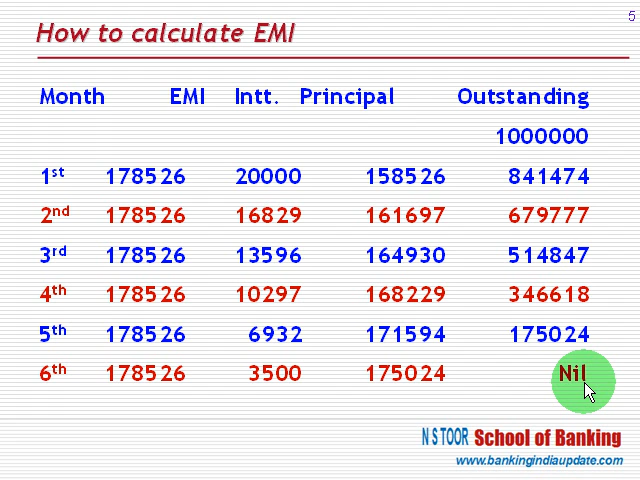 5
How to calculate EMI
Month EMI Intt. Principal Outstanding
1000000
1st 178526 20000 158526 841474
2nd 178526 16829 161697 679777
3rd 178526 13596 164930 514847
4th 178526 10297 168229 346618
5th 178526 6932 171594 175024
6th 178526 3500 175024 Nil
N S TOOR School of Banking
www.bankingindiaupdate.com